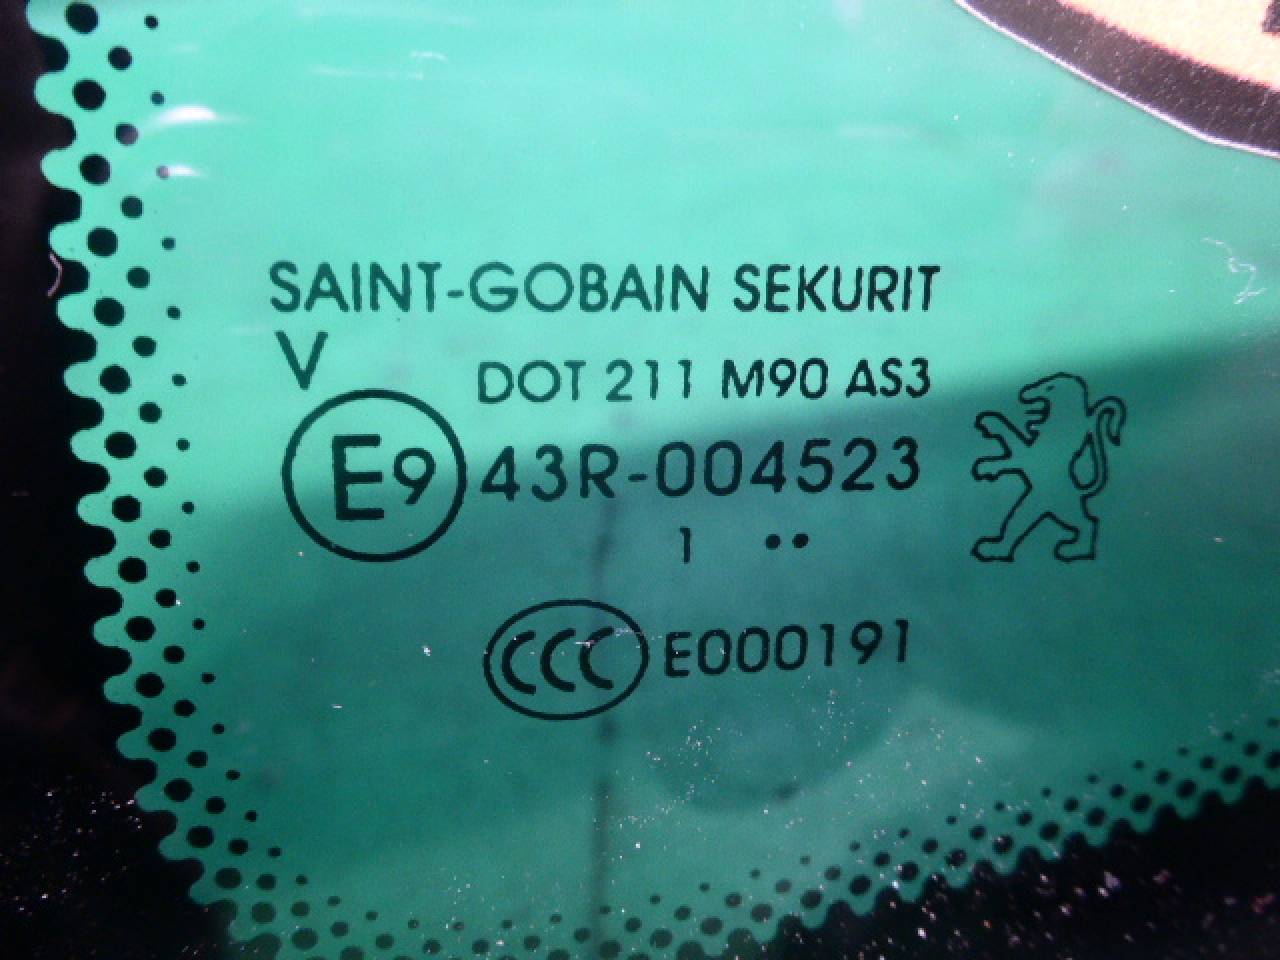 SAINT-GOBAIN SEKURIT
V
DOT 211 M90 AS3
E9 43R-004523
1 ••
CCC E000191